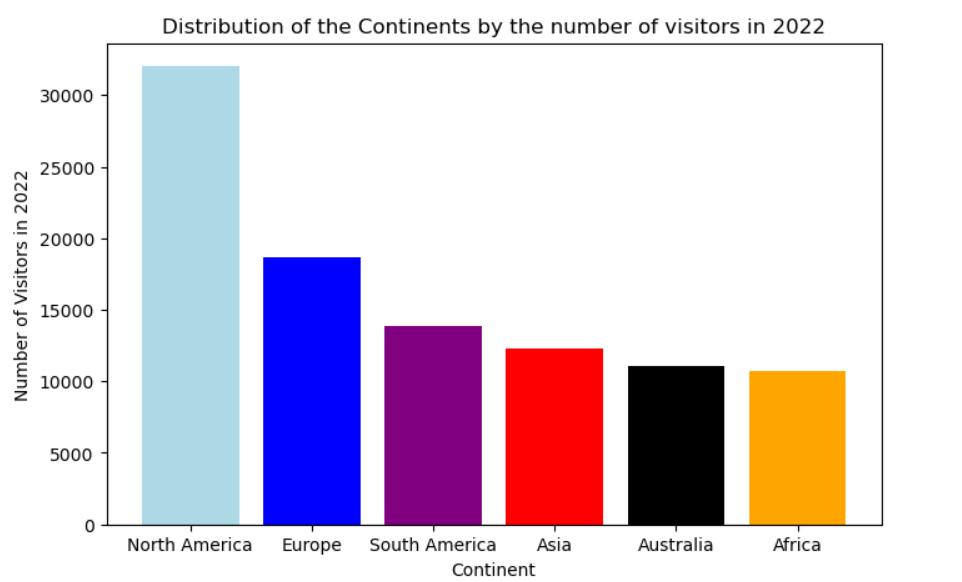 Distribution of the Continents by the number of visitors in 2022
Number of Visitors in 2022
30000
25000
20000
15000
10000
5000
0
North America Europe South America Asia Australia Africa
Continent